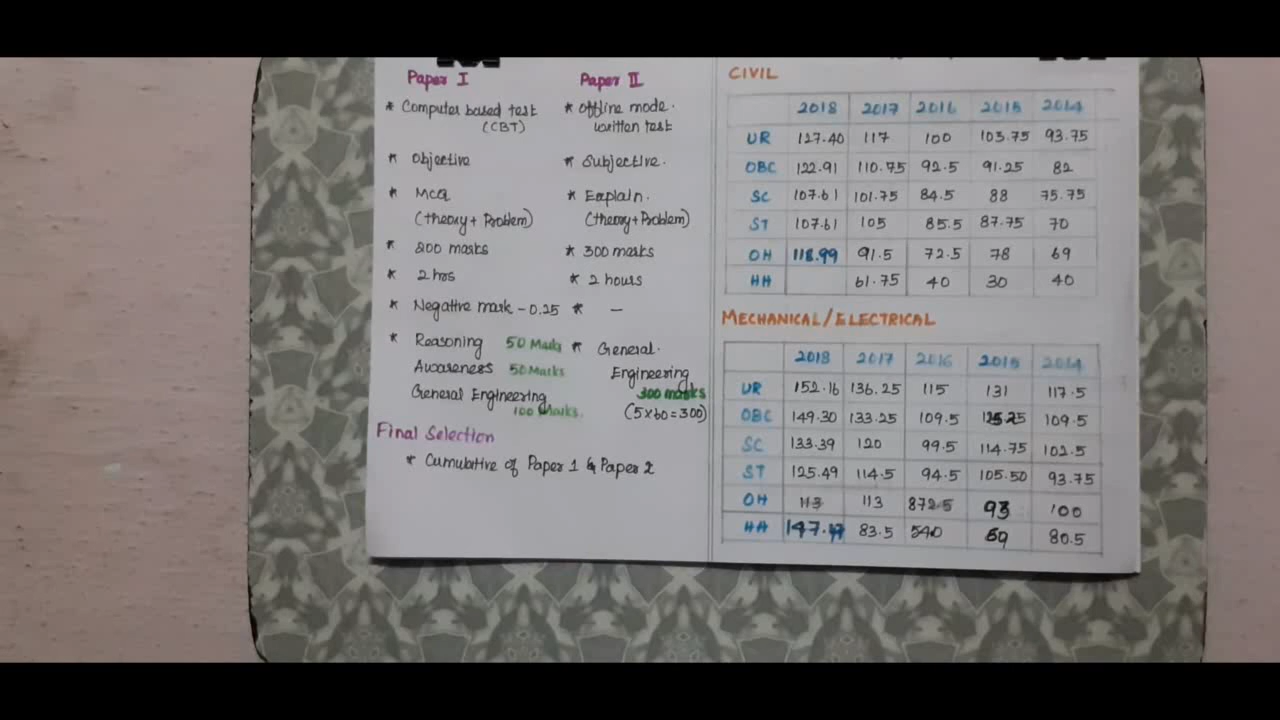 Paper I
* Computer based test
(CBT)
* Objective
* MCQ
(theory + Problem)
* 200 marks
* 2 hrs
* Negative mark - 0.25
* Reasoning 50 Marks
Awareness 50 Marks
General Engineering
100 Marks.
Paper II
* Offline mode.
written test
* Subjective.
* Explain.
(theory + Problem)
* 300 marks
* 2 hours
* -
* General.
Engineering
300 marks
(5 x 60 = 300)
Final Selection
* Cumulative of Paper 1 & Paper 2
CIVIL
2018 2017 2016 2015 2014
UR 127.40 117 100 103.75 93.75
OBC 122.91 110.75 92.5 91.25 82
SC 107.61 101.75 84.5 88 75.75
ST 107.61 105 85.5 87.75 70
OH 118.99 91.5 72.5 78 69
HH 61.75 40 30 40
MECHANICAL/ELECTRICAL
2018 2017 2016 2015 2014
UR 152.16 136.25 115 131 117.5
OBC 149.30 133.25 109.5 109.5
SC 133.39 120 99.5 114.75 102.5
ST 125.49 114.5 94.5 105.50 93.75
OH 113 113 93 100
HH 83.5 80.5